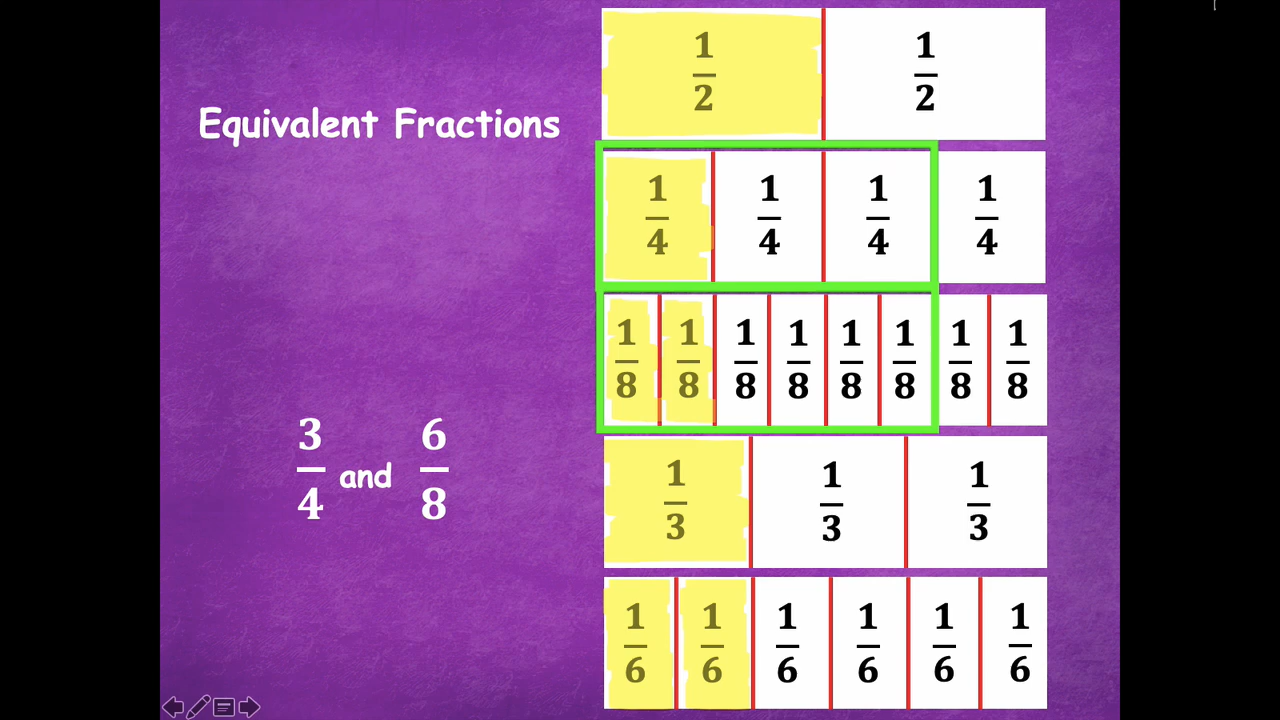 Equivalent Fractions
3/4 and 6/8
1/2 1/2
1/4 1/4 1/4 1/4
1/8 1/8 1/8 1/8 1/8 1/8 1/8 1/8
1/3 1/3 1/3
1/6 1/6 1/6 1/6 1/6 1/6